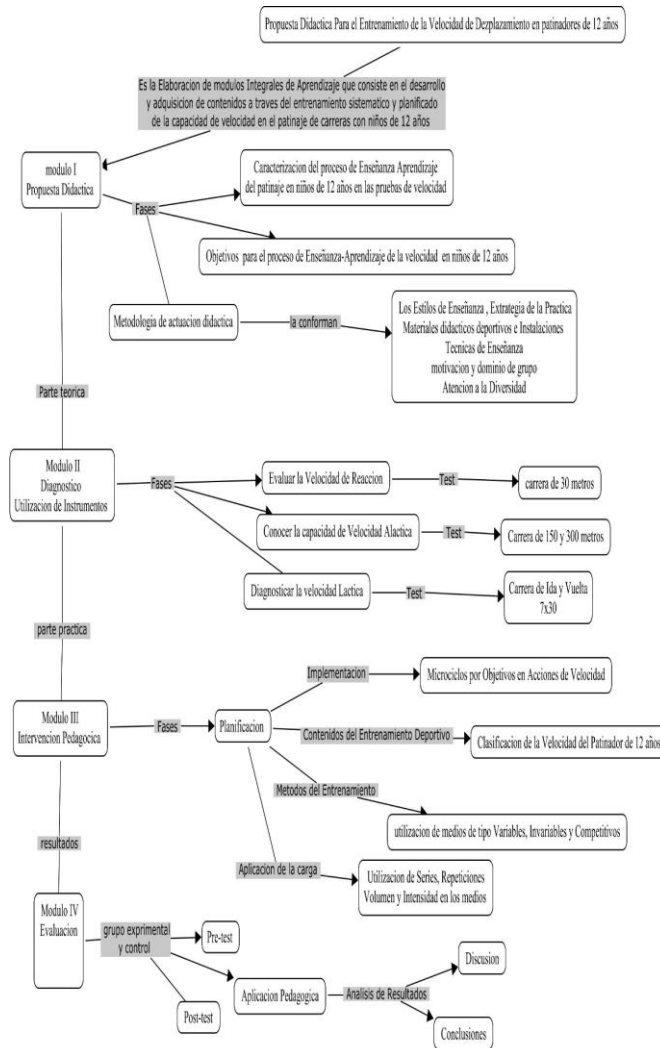 Propuesta Didactica Para el Entrenamiento de la Velocidad de Dezplazamiento en patinadores de 12 años
Es la Elaboracion de modulos Integrales de Aprendizaje que consiste en el desarrollo
y adquisicion de contenidos a traves del entrenamiento sistematico y planificado
de la capacidad de velocidad en el patinaje de carreras con niños de 12 años
modulo I
Propuesta Didactica
Fases
Caracterizacion del proceso de Enseñanza Aprendizaje
del patinaje en niños de 12 años en las pruebas de velocidad
Objetivos para el proceso de Enseñanza-Aprendizaje de la velocidad en niños de 12 años
Metodologia de actuacion didactica
la conforman
Los Estilos de Enseñanza , Extrategia de la Practica
Materiales didacticos deportivos e Instalaciones
Tecnicas de Enseñanza
motivacion y dominio de grupo
Atencion a la Diversidad
Parte teorica
Modulo II
Diagnostico
Utilizacion de Instrumentos
Fases
Evaluar la Velocidad de Reaccion
Test
carrera de 30 metros
Conocer la capacidad de Velocidad Alactica
Test
Carrera de 150 y 300 metros
Diagnosticar la velocidad Lactica
Test
Carrera de Ida y Vuelta
7x30
parte practica
Modulo III
Intervencion Pedagocica
Fases
Planificacion
Implementacion
Microciclos por Objetivos en Acciones de Velocidad
Contenidos del Entrenamiento Deportivo
Clasificacion de la Velocidad del Patinador de 12 años
Metodos del Entrenamiento
utilizacion de medios de tipo Variables, Invariables y Competitivos
Aplicacion de la carga
Utilizacion de Series, Repeticiones
Volumen y Intensidad en los medios
resultados
Modulo IV
Evaluacion
grupo exprimental
y control
Pre-test
Aplicacion Pedagogica
Post-test
Analisis de Resultados
Discusion
Conclusiones